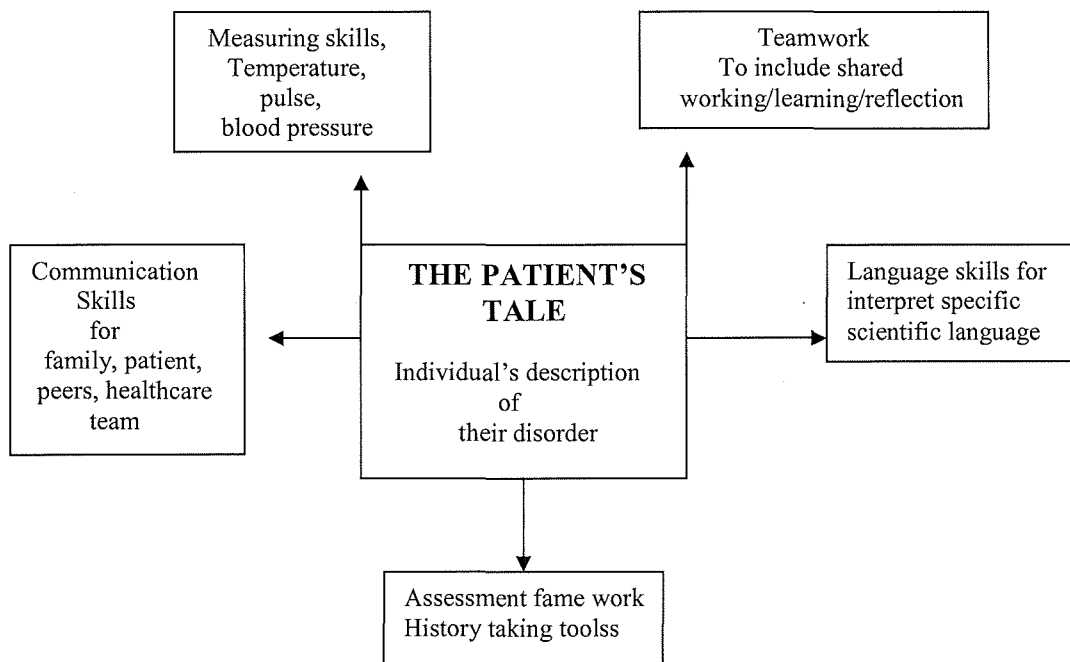 Measuring skills,
Temperature,
pulse,
blood pressure
Teamwork
To include shared
working/learning/reflection
Communication
Skills
for
family, patient,
peers, healthcare
team
THE PATIENT’S
TALE
Individual’s description
of
their disorder
Language skills for
interpret specific
scientific language
Assessment fame work
History taking toolss